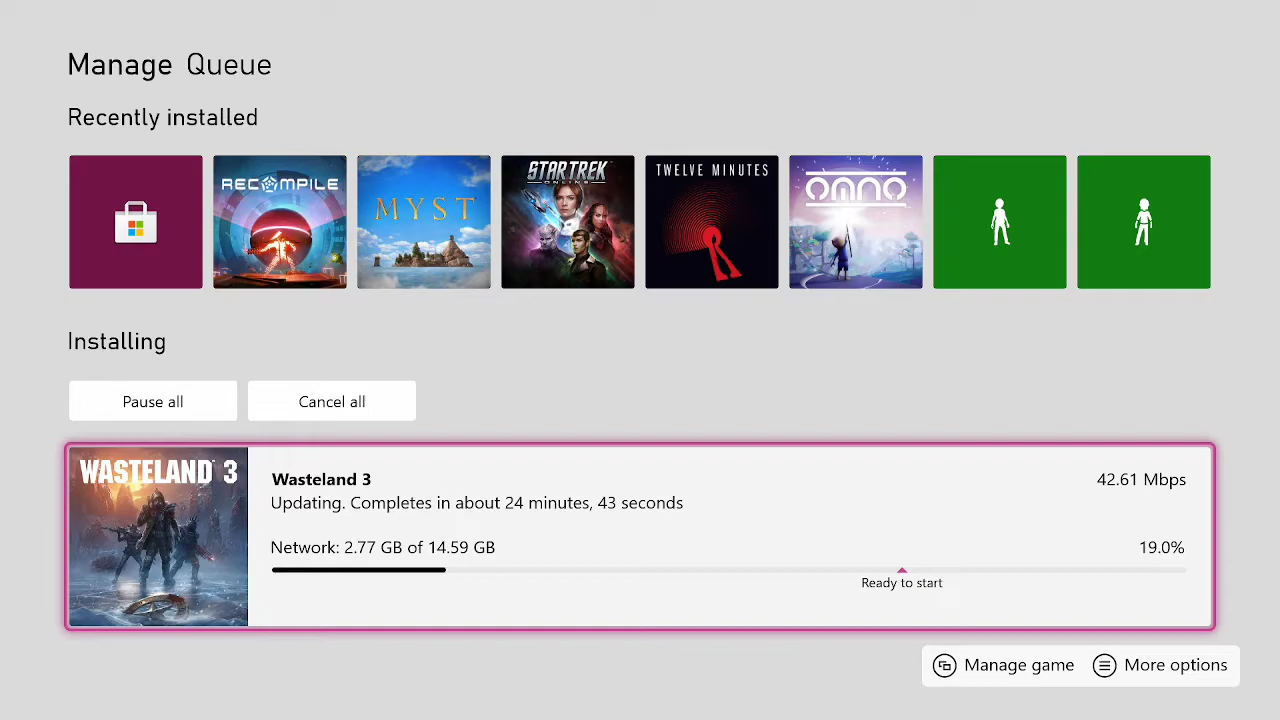 Manage Queue
Recently installed
RECOMPILE
MYST
STAR TREK
ONLINE
TWELVE MINUTES
OMNO
Installing
Pause all
Cancel all
WASTELAND 3
Wasteland 3
42.61 Mbps
Updating. Completes in about 24 minutes, 43 seconds
Network: 2.77 GB of 14.59 GB
19.0%
Ready to start
Manage game
More options